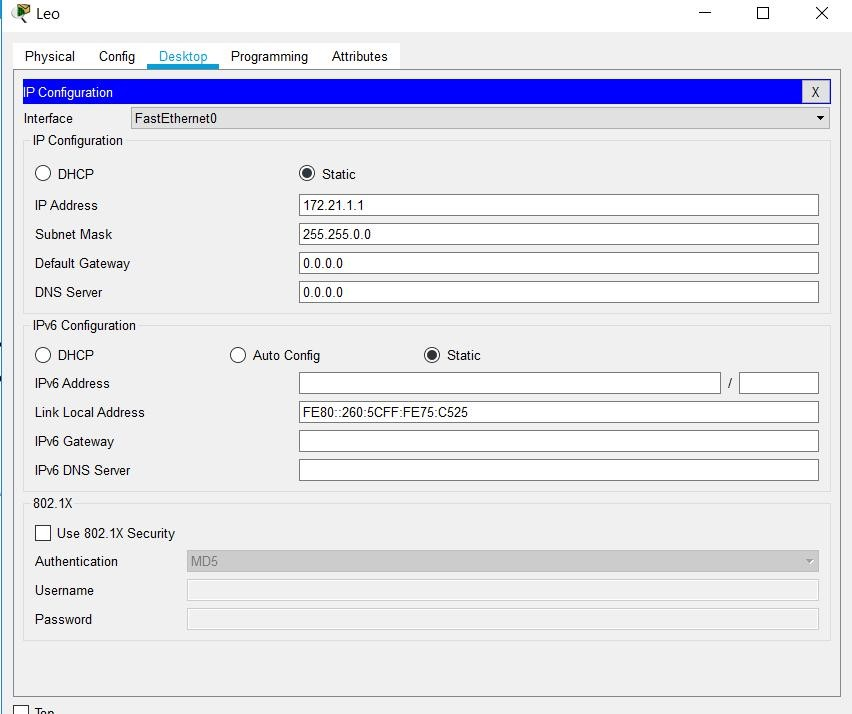 Leo
Physical Config Desktop Programming Attributes
IP Configuration X
Interface FastEthernet0
IP Configuration
DHCP Static
IP Address 172.21.1.1
Subnet Mask 255.255.0.0
Default Gateway 0.0.0.0
DNS Server 0.0.0.0
IPv6 Configuration
DHCP Auto Config Static
IPv6 Address /
Link Local Address FE80::260:5CFF:FE75:C525
IPv6 Gateway
IPv6 DNS Server
802.1X
Use 802.1X Security
Authentication MD5
Username
Password
Top